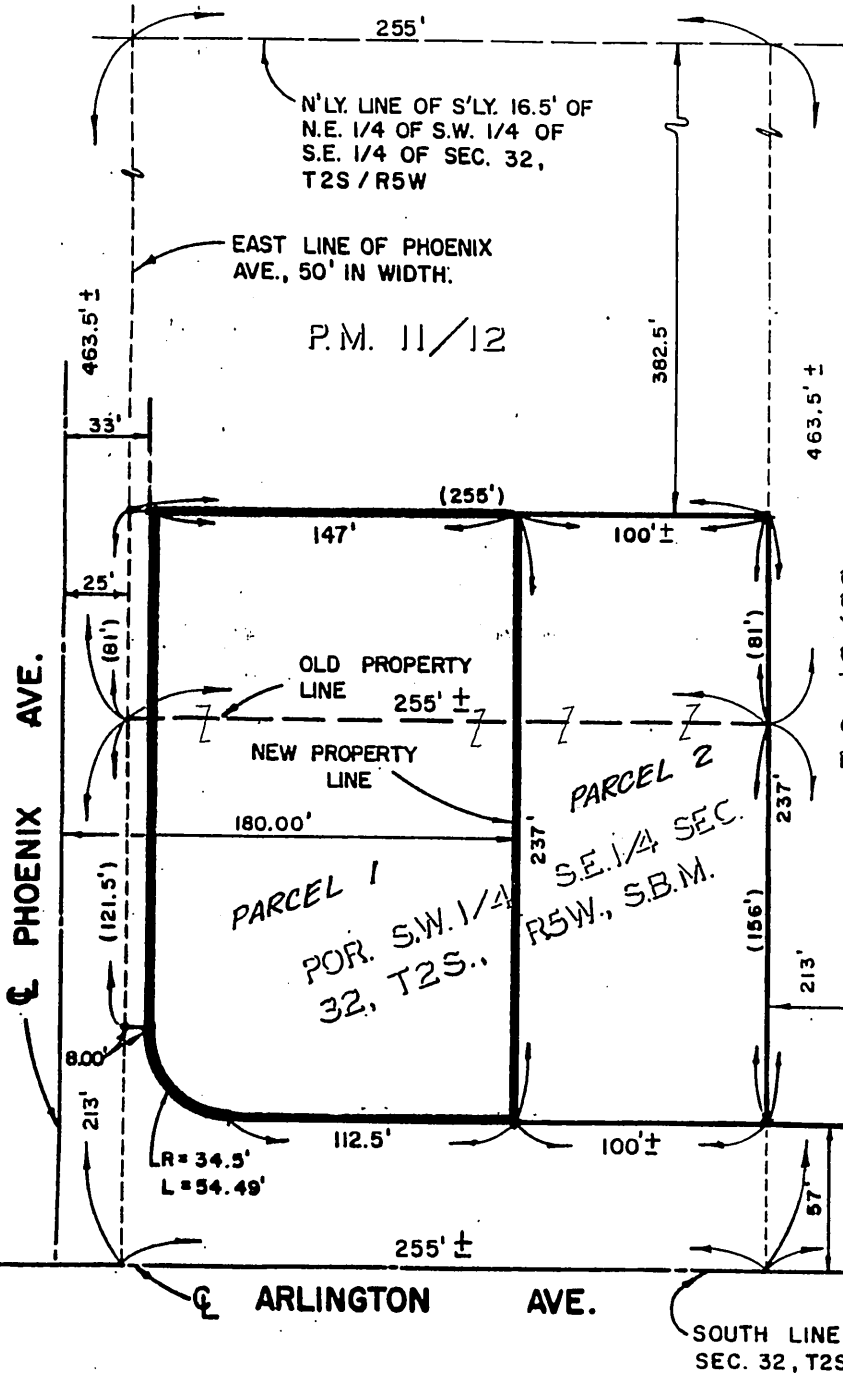 255'
N'LY. LINE OF S'LY. 16.5' OF
N.E. 1/4 OF S.W. 1/4 OF
S.E. 1/4 OF SEC. 32,
T2S / R5W
EAST LINE OF PHOENIX
AVE., 50' IN WIDTH.
463.5' ±
P.M. 11/12
382.5'
463.5' ±
33'
(255')
147'
100' ±
25'
(81')
(81')
OLD PROPERTY
LINE
255' ±
NEW PROPERTY
LINE
PARCEL 2
180.00'
237'
237'
℄ PHOENIX AVE.
(121.5')
PARCEL 1
POR. S.W. 1/4 S.E. 1/4 SEC.
32, T2S., R5W., S.B.M.
(156')
213'
8.00'
213'
112.5'
100' ±
R = 34.5'
L = 54.49'
57'
255' ±
℄ ARLINGTON AVE.
SOUTH LINE
SEC. 32, T2S